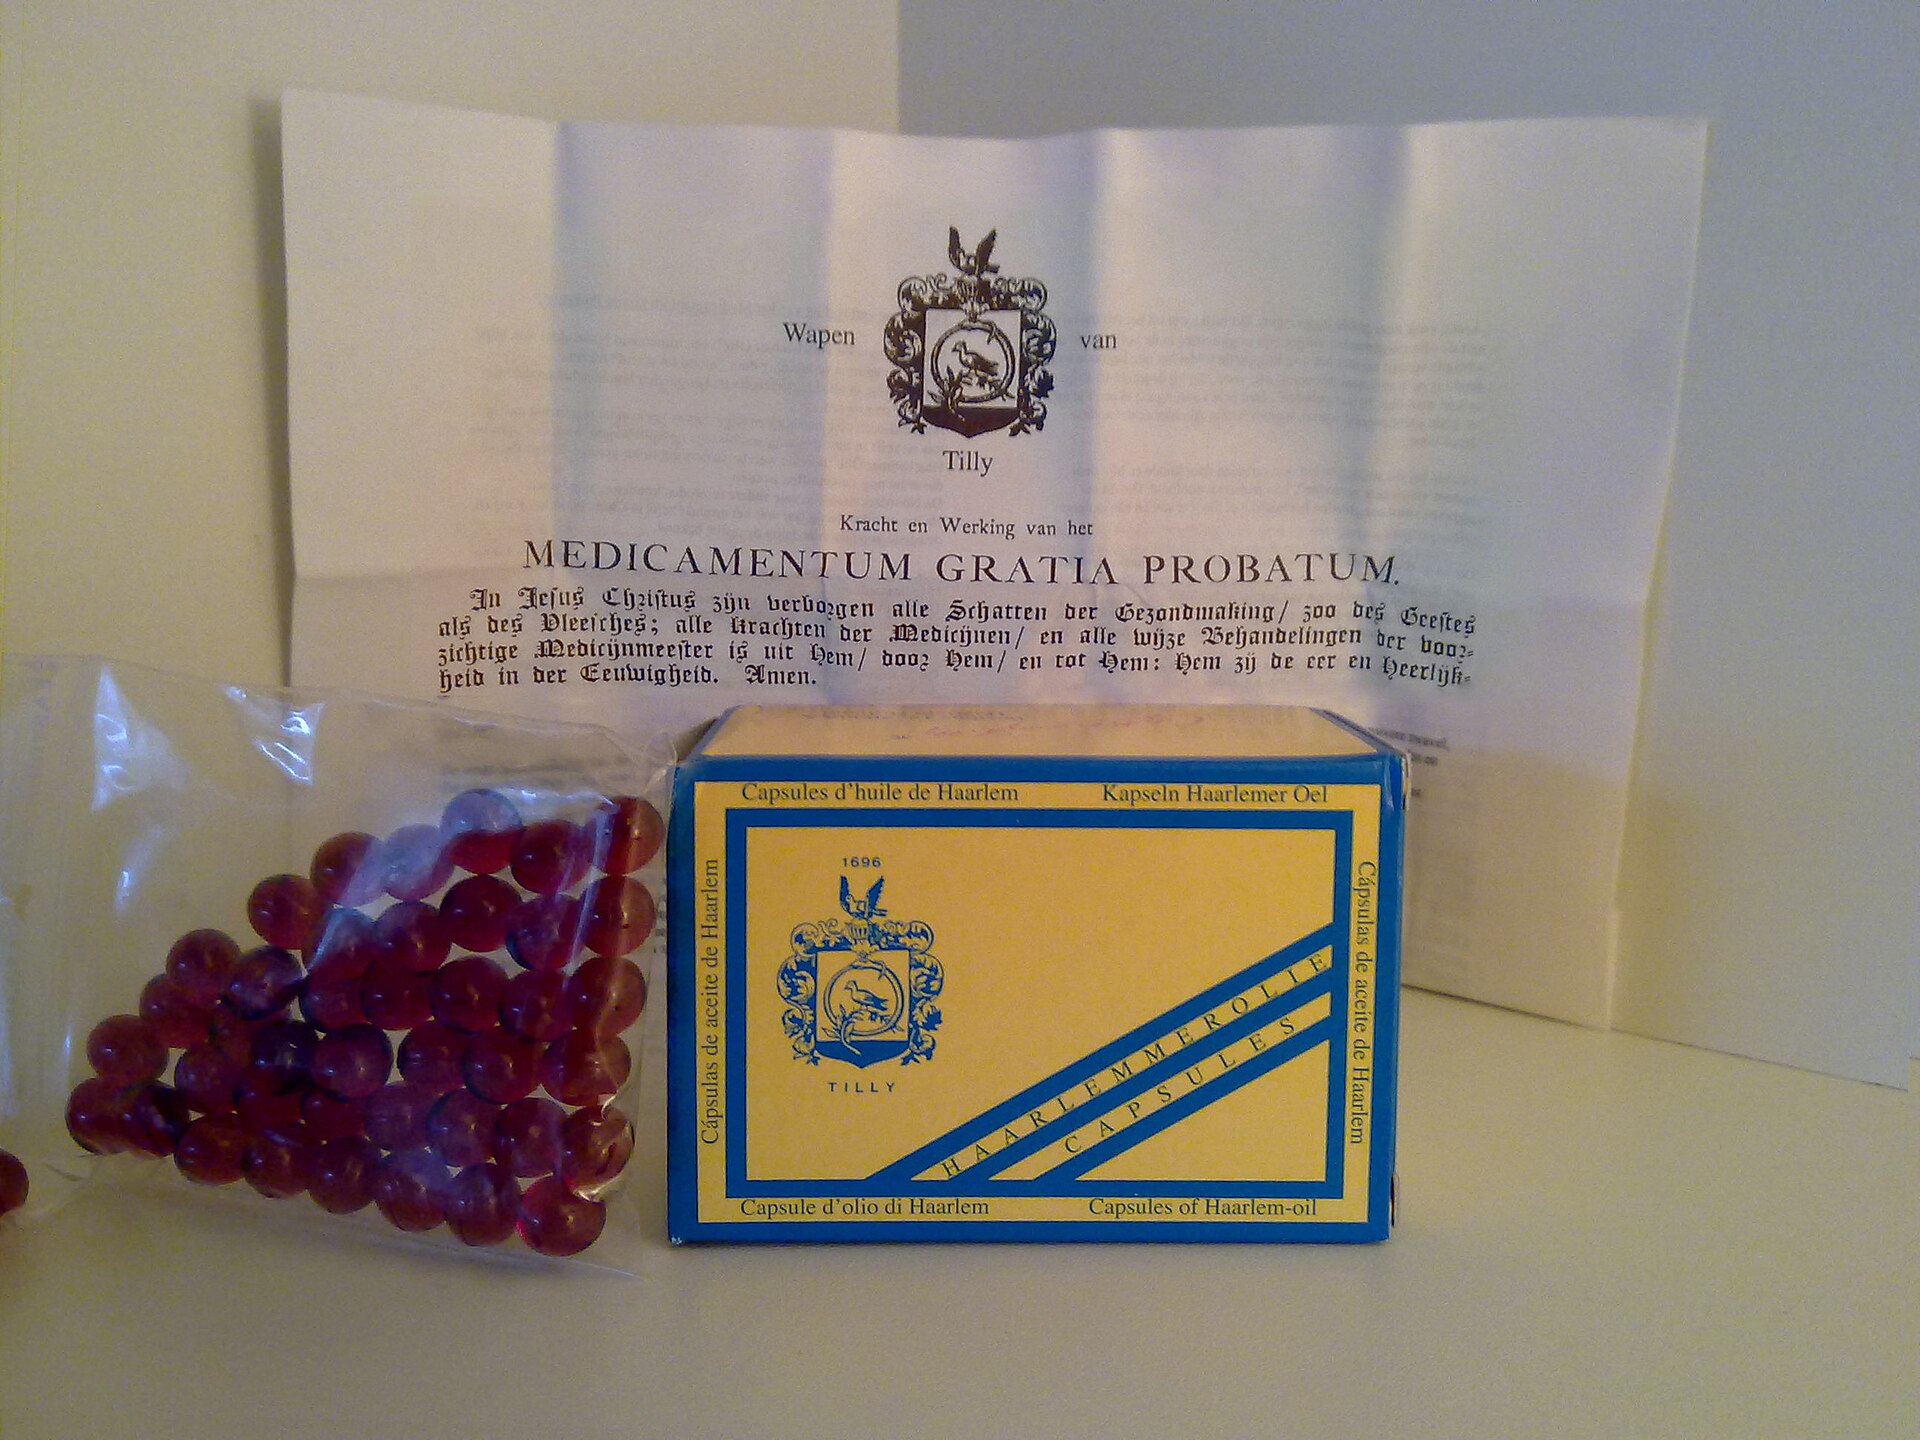 Wapen van
Tilly
Kracht en Werking van het
MEDICAMENTUM GRATIA PROBATUM.
In Jesus Christus zijn verborgen alle Schatten der Gezondmaking/ zoo des Geestes
als des Vleesches; alle Krachten der Medicijnen/ en alle wijze Behandelingen der voor-
zichtige Medicijnmeester is uit Hem/ door Hem/ en tot Hem: Hem zij de eer en Heerlijk-
heid in der Eeuwigheid. Amen.
Capsules d'huile de Haarlem
Kapseln Haarlemer Oel
Cápsulas de aceite de Haarlem
1696
TILLY
HAARLEMMEROLIE
CAPSULES
Cápsulas de aceite de Haarlem
Capsule d'olio di Haarlem
Capsules of Haarlem-oil